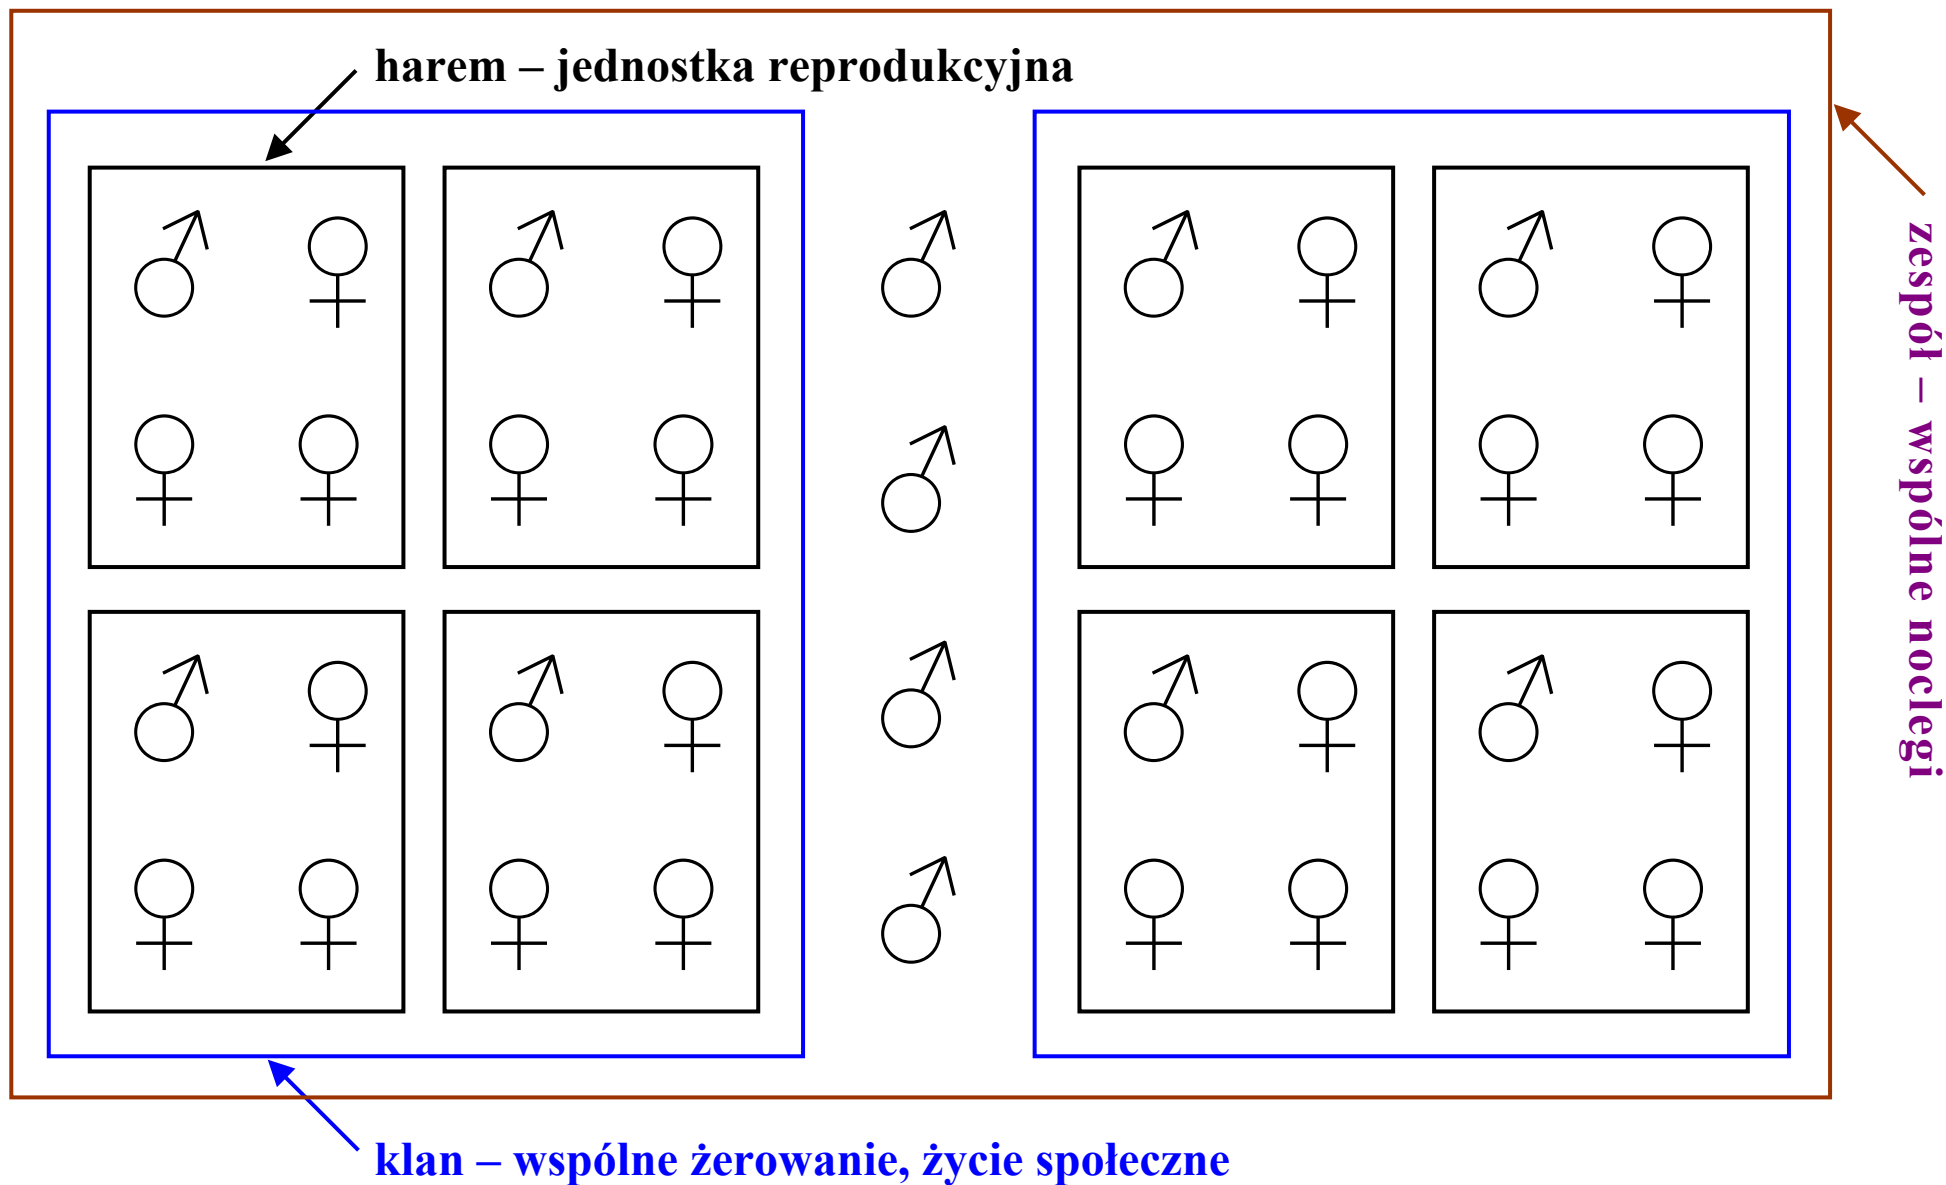 harem – jednostka reprodukcyjna
zespół – wspólne noclegi
klan – wspólne żerowanie, życie społeczne